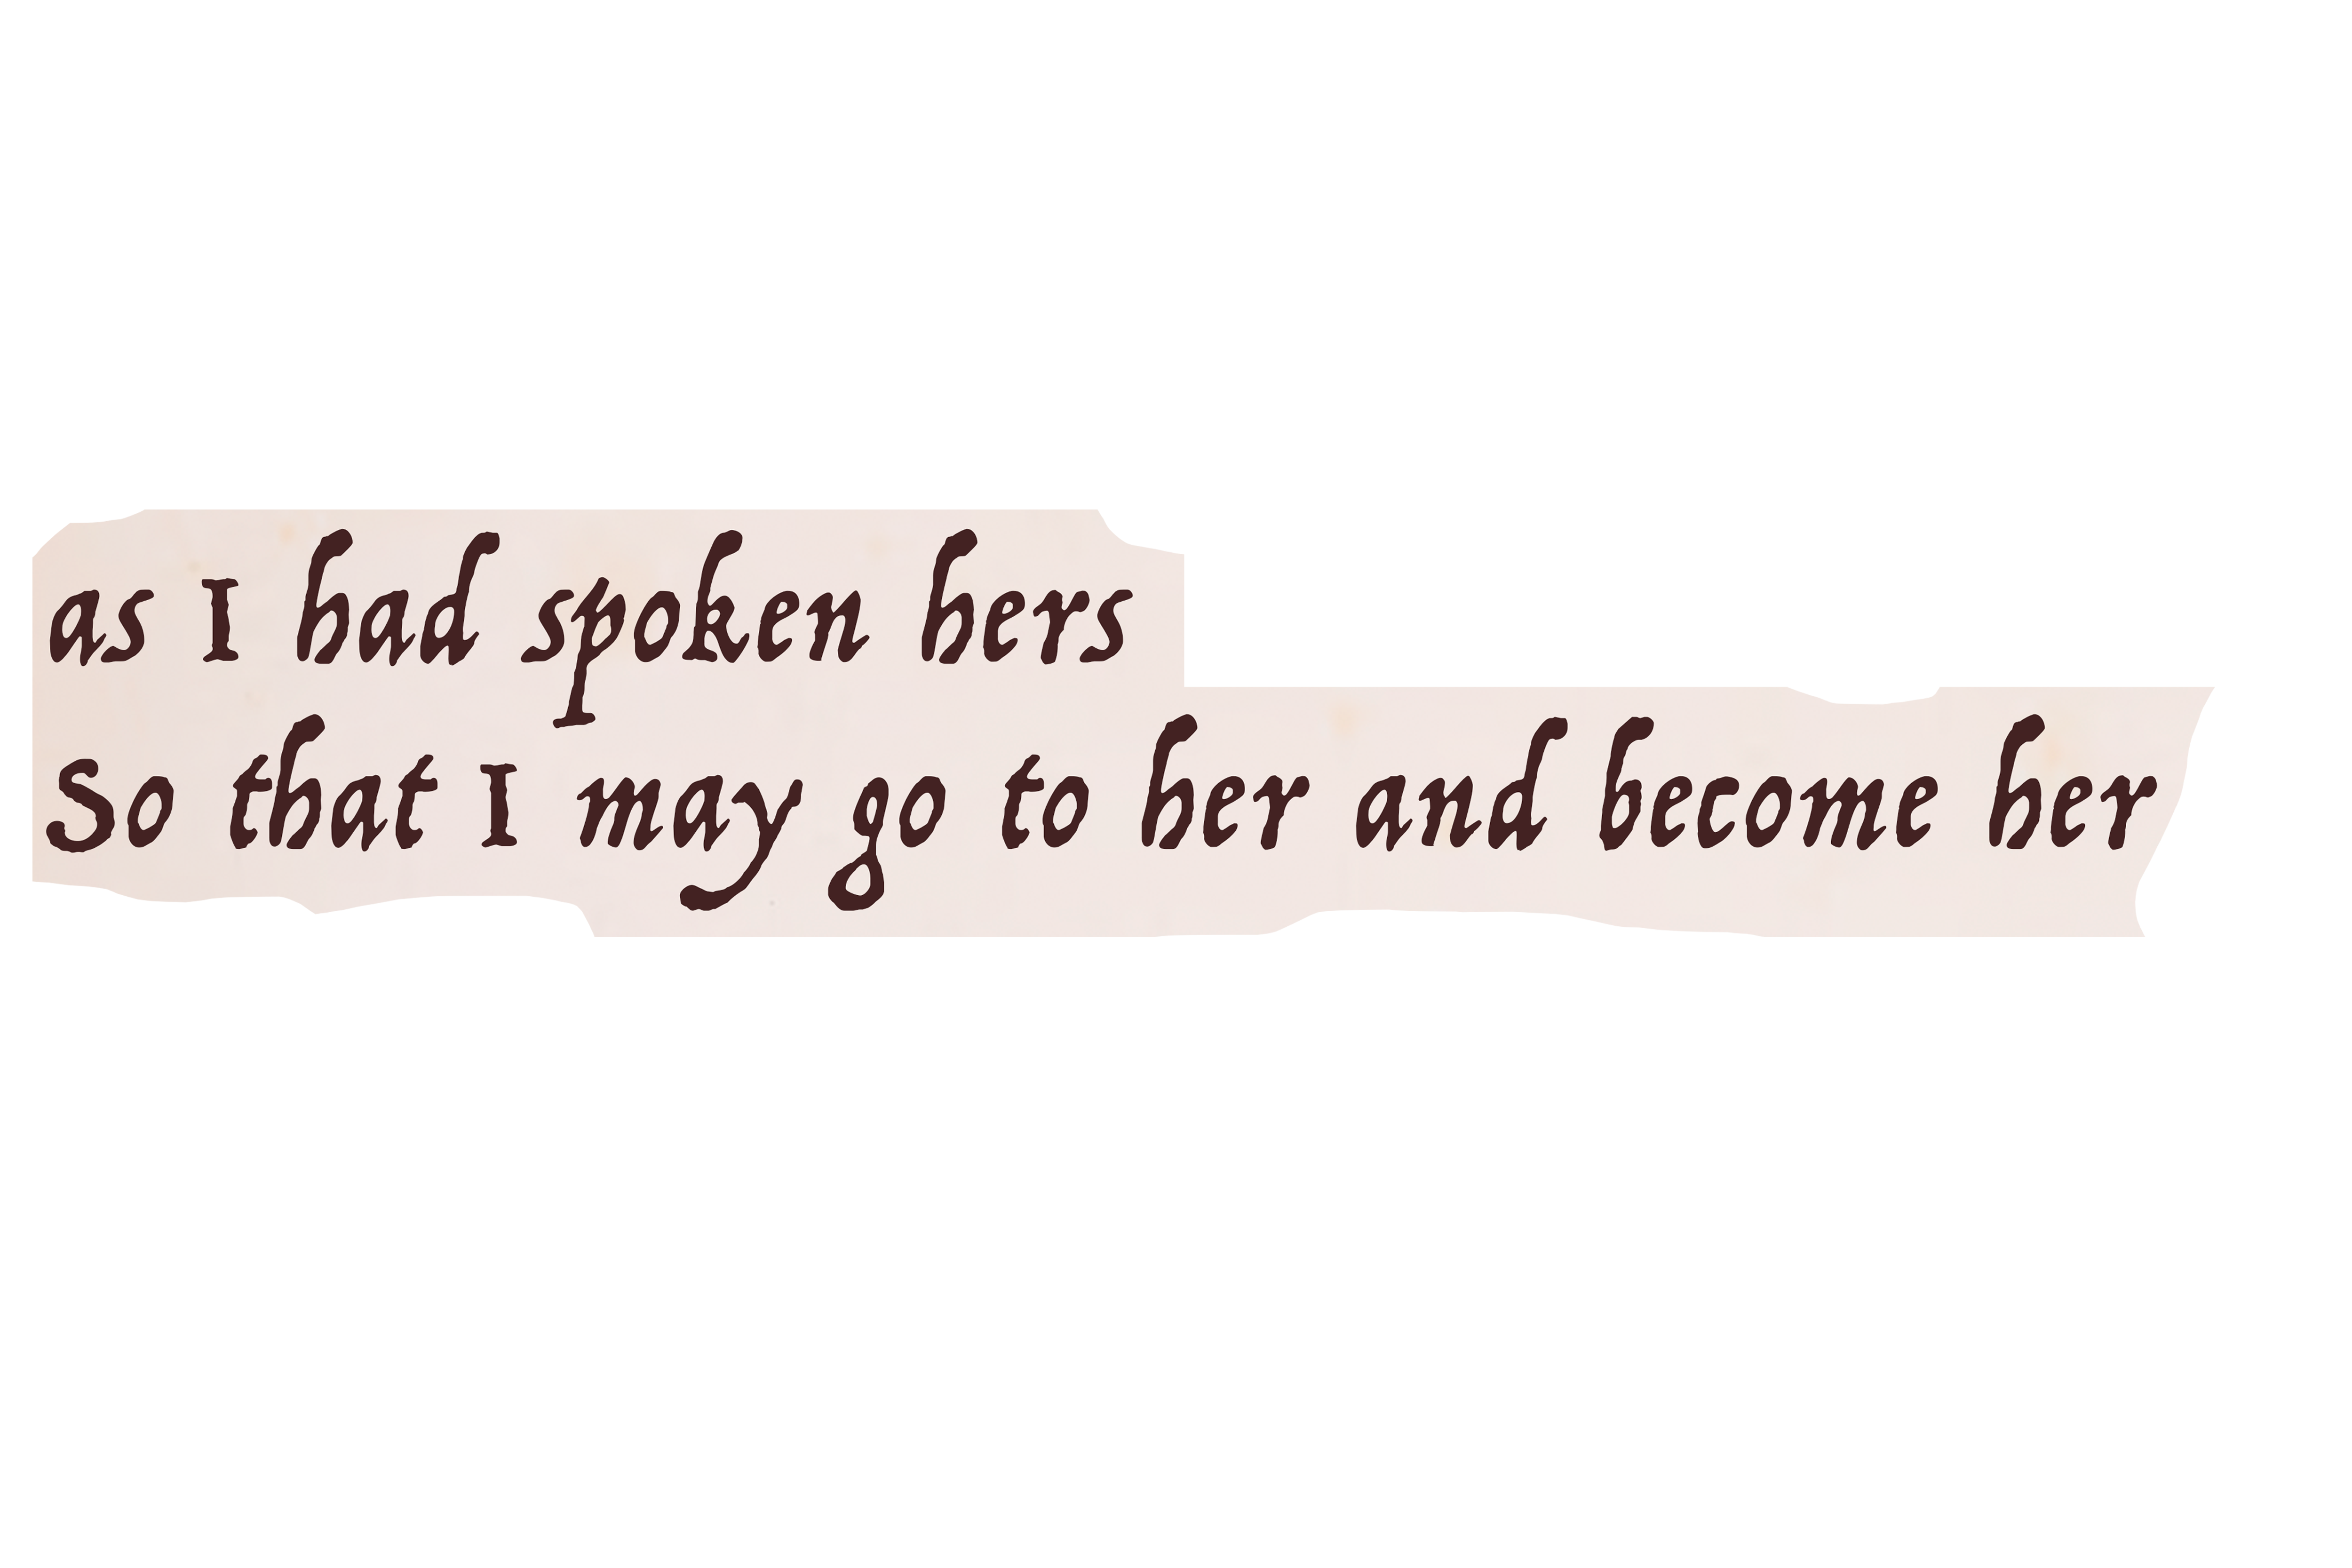 as I had spoken hers
So that I may go to her and become her